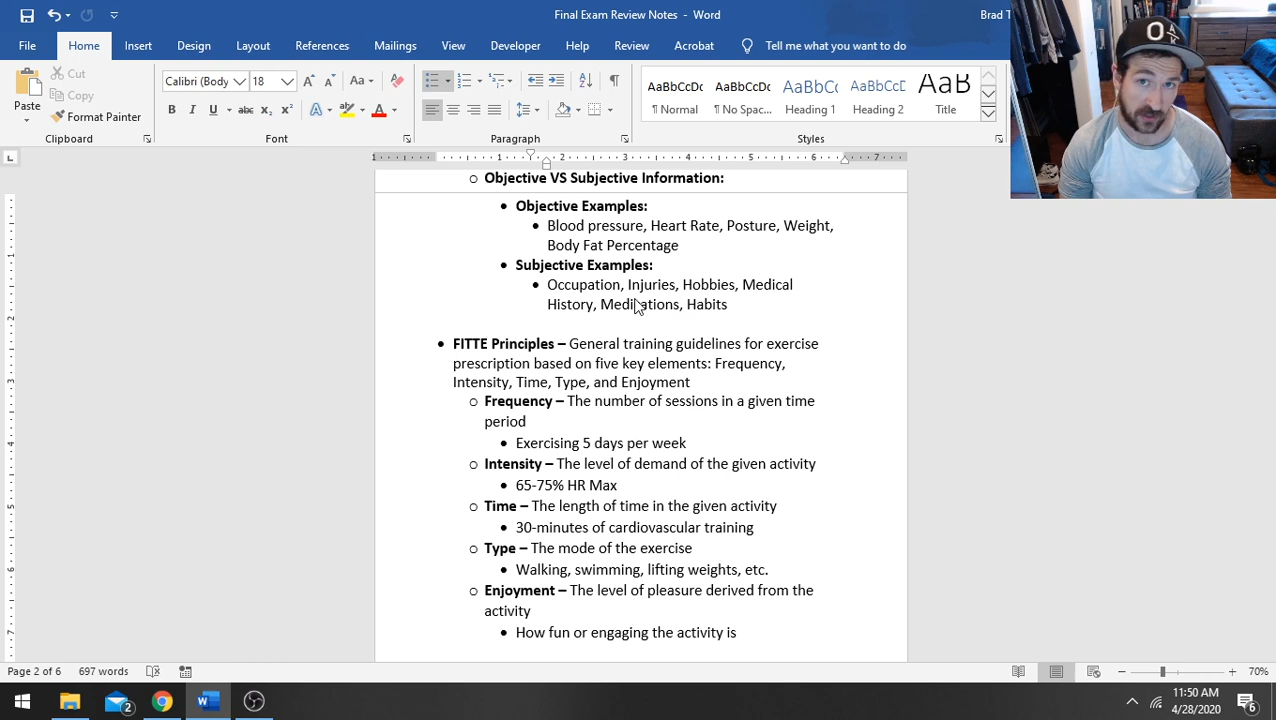 Final Exam Review Notes - Word
Brad T
File Home Insert Design Layout References Mailings View Developer Help Review Acrobat Tell me what you want to do
Paste
Cut
Copy
Format Painter
Clipboard
Calibri (Body 18
Font
Paragraph
AaBbCcDc AaBbCcDc AaBbCc AaBbCcD AaB
¶ Normal ¶ No Spac... Heading 1 Heading 2 Title
Styles
1 1 2 3 4 5 6 7
o Objective VS Subjective Information:
• Objective Examples:
• Blood pressure, Heart Rate, Posture, Weight,
Body Fat Percentage
• Subjective Examples:
• Occupation, Injuries, Hobbies, Medical
History, Medications, Habits
• FITTE Principles – General training guidelines for exercise
prescription based on five key elements: Frequency,
Intensity, Time, Type, and Enjoyment
o Frequency – The number of sessions in a given time
period
• Exercising 5 days per week
o Intensity – The level of demand of the given activity
• 65-75% HR Max
o Time – The length of time in the given activity
• 30-minutes of cardiovascular training
o Type – The mode of the exercise
• Walking, swimming, lifting weights, etc.
o Enjoyment – The level of pleasure derived from the
activity
• How fun or engaging the activity is
Page 2 of 6 697 words 70%
11:50 AM
4/28/2020